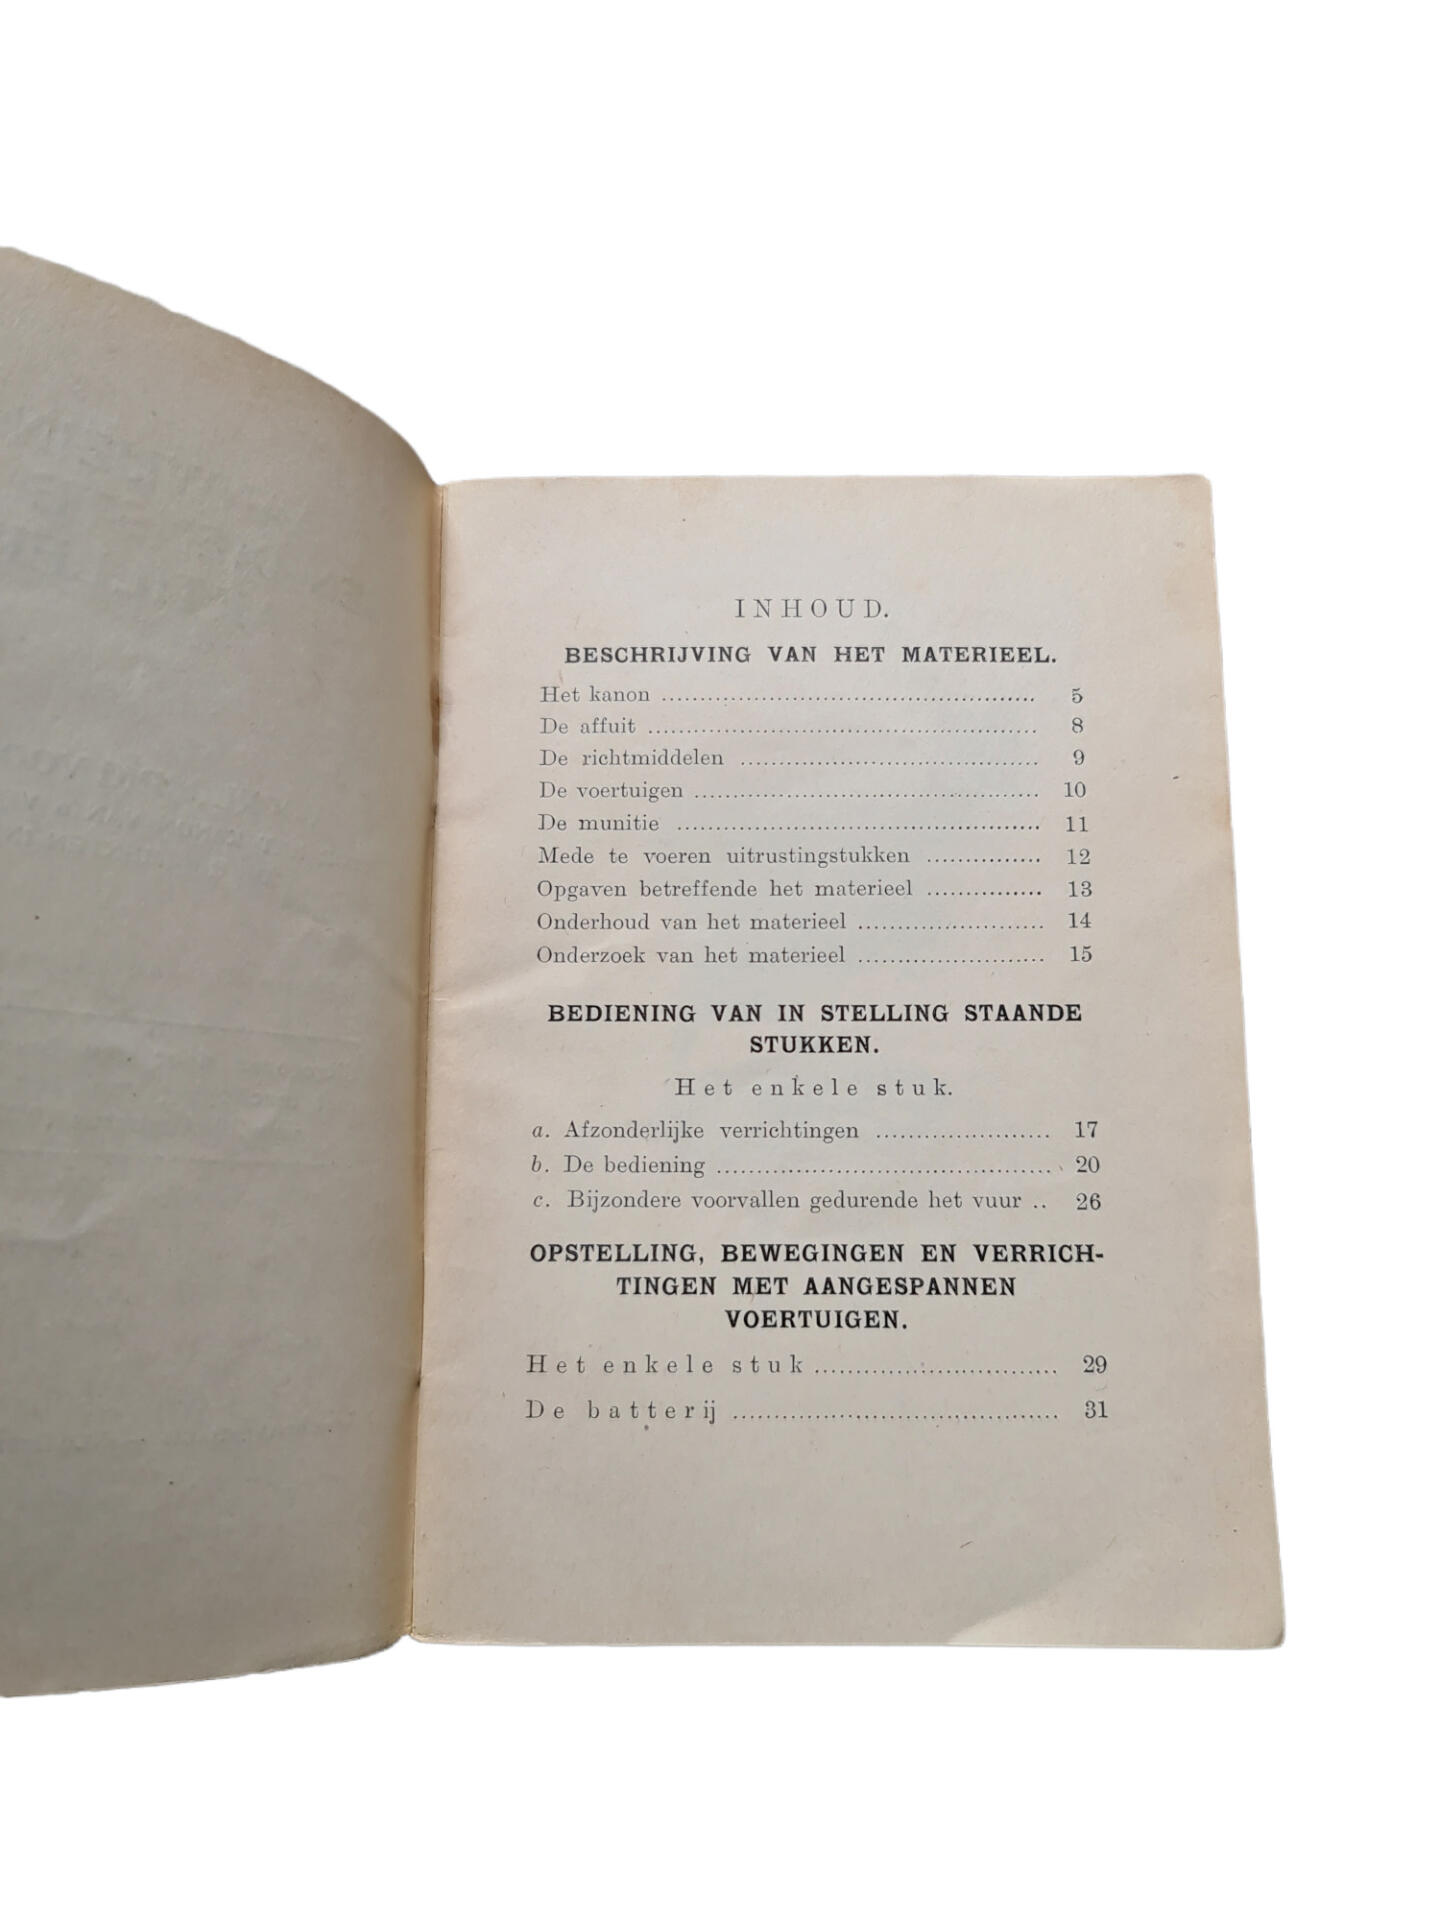 INHOUD.
BESCHRIJVING VAN HET MATERIEEL.
Het kanon ............................................... 5
De affuit ................................................. 8
De richtmiddelen ...................................... 9
De voertuigen ............................................ 10
De munitie .............................................. 11
Mede te voeren uitrustingstukken ............... 12
Opgaven betreffende het materieel ............... 13
Onderhoud van het materieel ........................ 14
Onderzoek van het materieel ........................ 15
BEDIENING VAN IN STELLING STAANDE
STUKKEN.
Het enkele stuk.
a. Afzonderlijke verrichtingen ...................... 17
b. De bediening .......................................... 20
c. Bijzondere voorvallen gedurende het vuur .. 26
OPSTELLING, BEWEGINGEN EN VERRICH-
TINGEN MET AANGESPANNEN
VOERTUIGEN.
Het enkele stuk .............................. 29
De batterij ........................................ 31